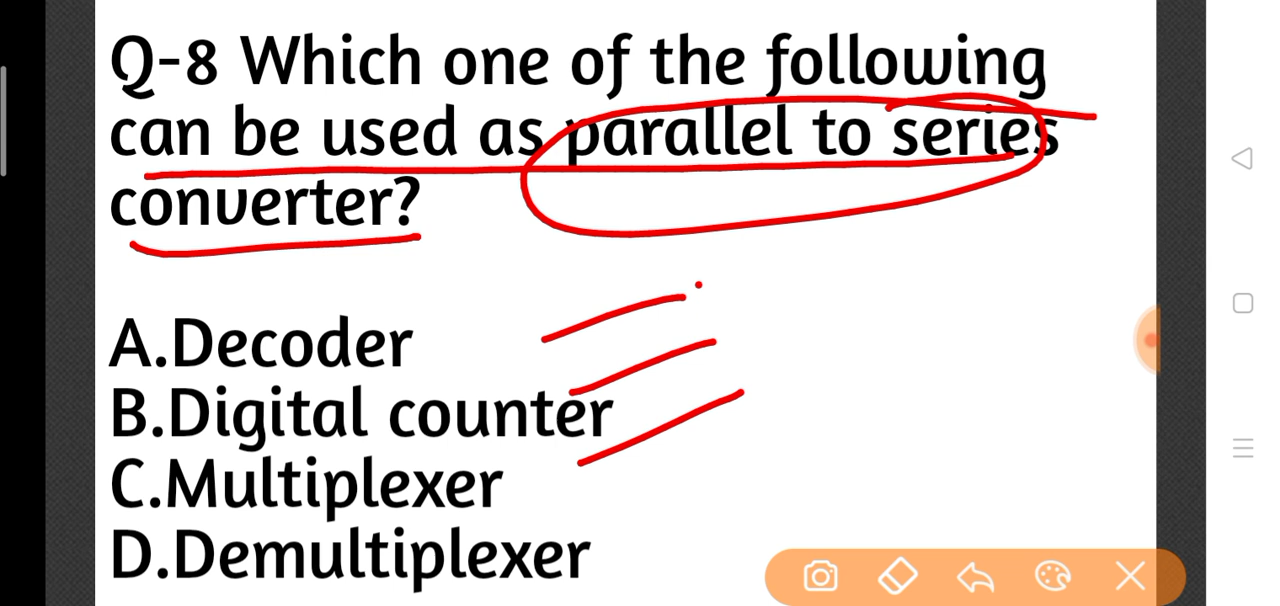 Q-8 Which one of the following
can be used as parallel to series
converter?
A.Decoder
B.Digital counter
C.Multiplexer
D.Demultiplexer